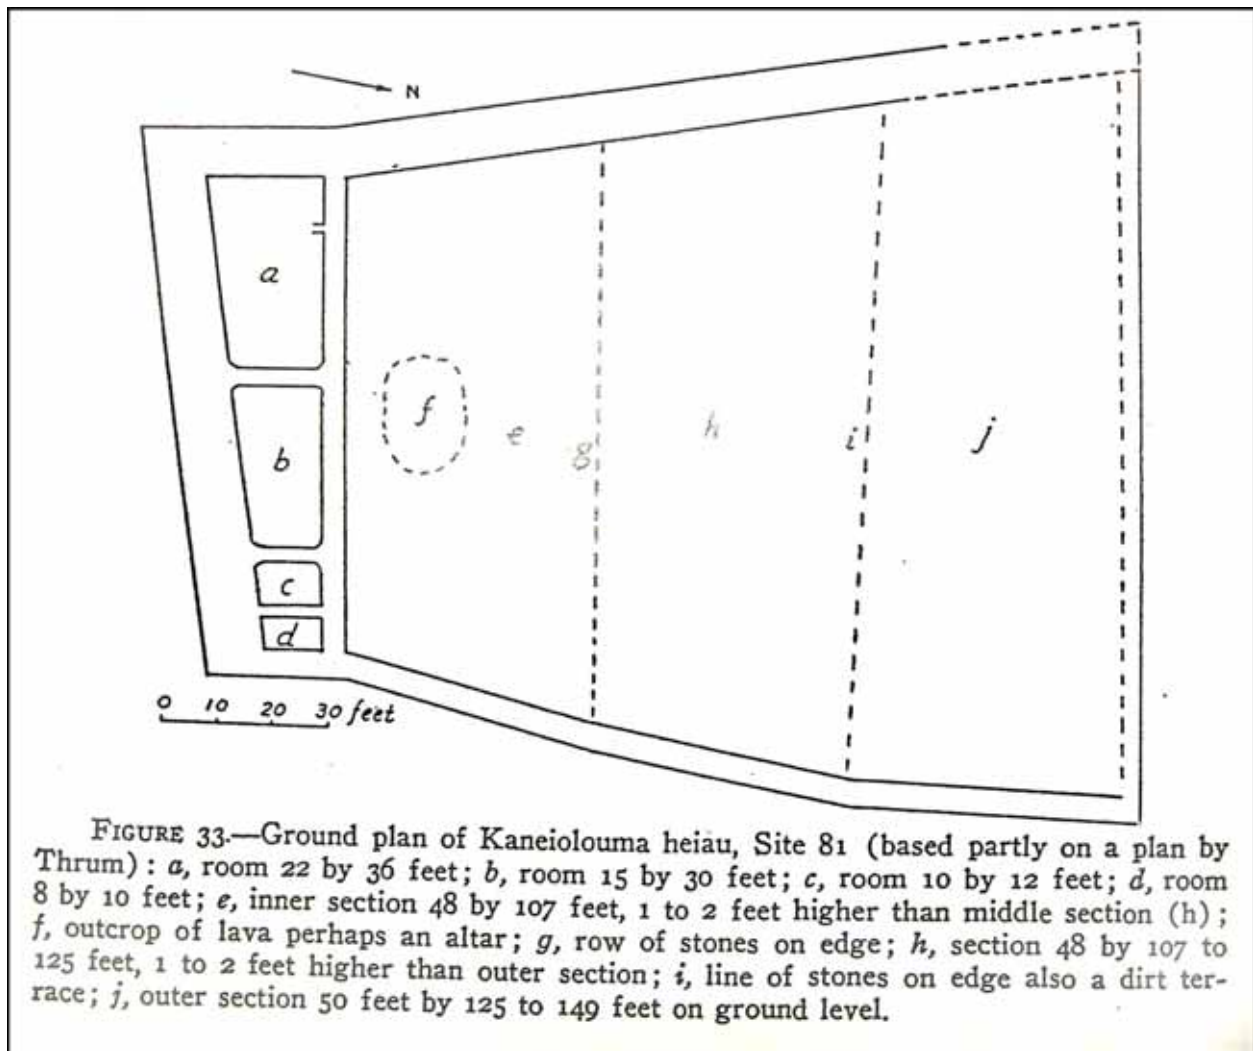 N
a
f
e
g
h
i
j
b
c
d
0 10 20 30 feet
FIGURE 33.—Ground plan of Kaneiolouma heiau, Site 81 (based partly on a plan by
Thrum) : a, room 22 by 36 feet; b, room 15 by 30 feet; c, room 10 by 12 feet; d, room
8 by 10 feet; e, inner section 48 by 107 feet, 1 to 2 feet higher than middle section (h) ;
f, outcrop of lava perhaps an altar; g, row of stones on edge; h, section 48 by 107 to
125 feet, 1 to 2 feet higher than outer section; i, line of stones on edge also a dirt ter-
race; j, outer section 50 feet by 125 to 149 feet on ground level.